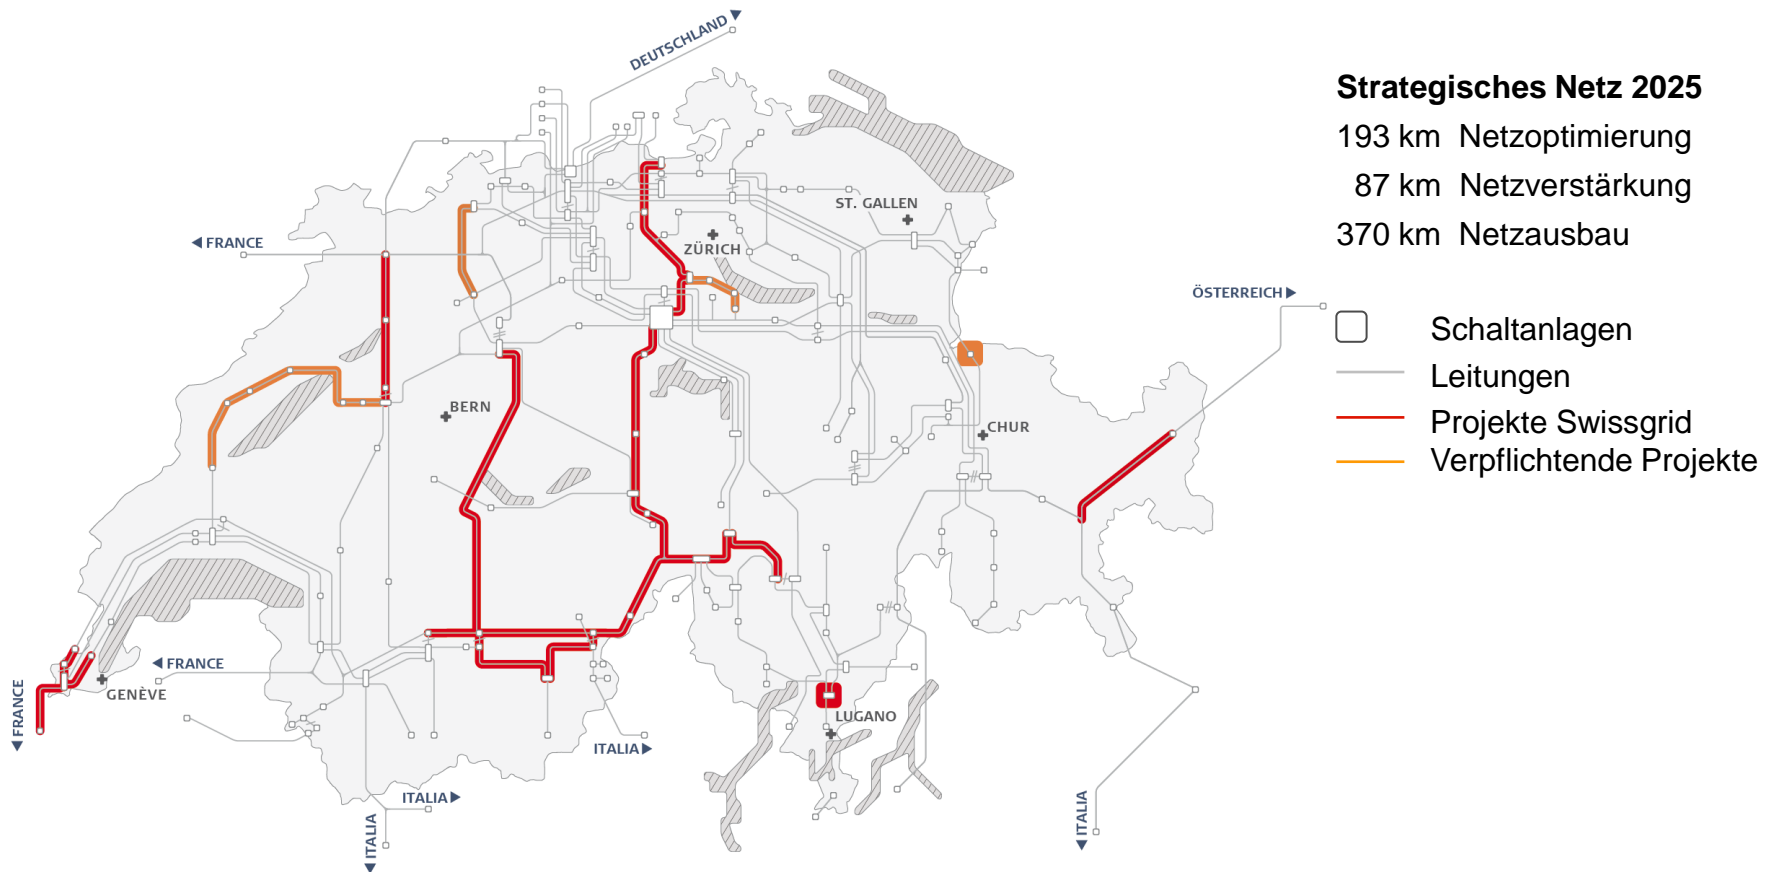 DEUTSCHLAND
Strategisches Netz 2025
193 km Netzoptimierung
87 km Netzverstärkung
370 km Netzausbau
ST. GALLEN
FRANCE
ZÜRICH
ÖSTERREICH
Schaltanlagen
Leitungen
BERN
Projekte Swissgrid
CHUR
Verpflichtende Projekte
FRANCE
GENÈVE
FRANCE
LUGANO
ITALIA
ITALIA
ITALIA
ITALIA